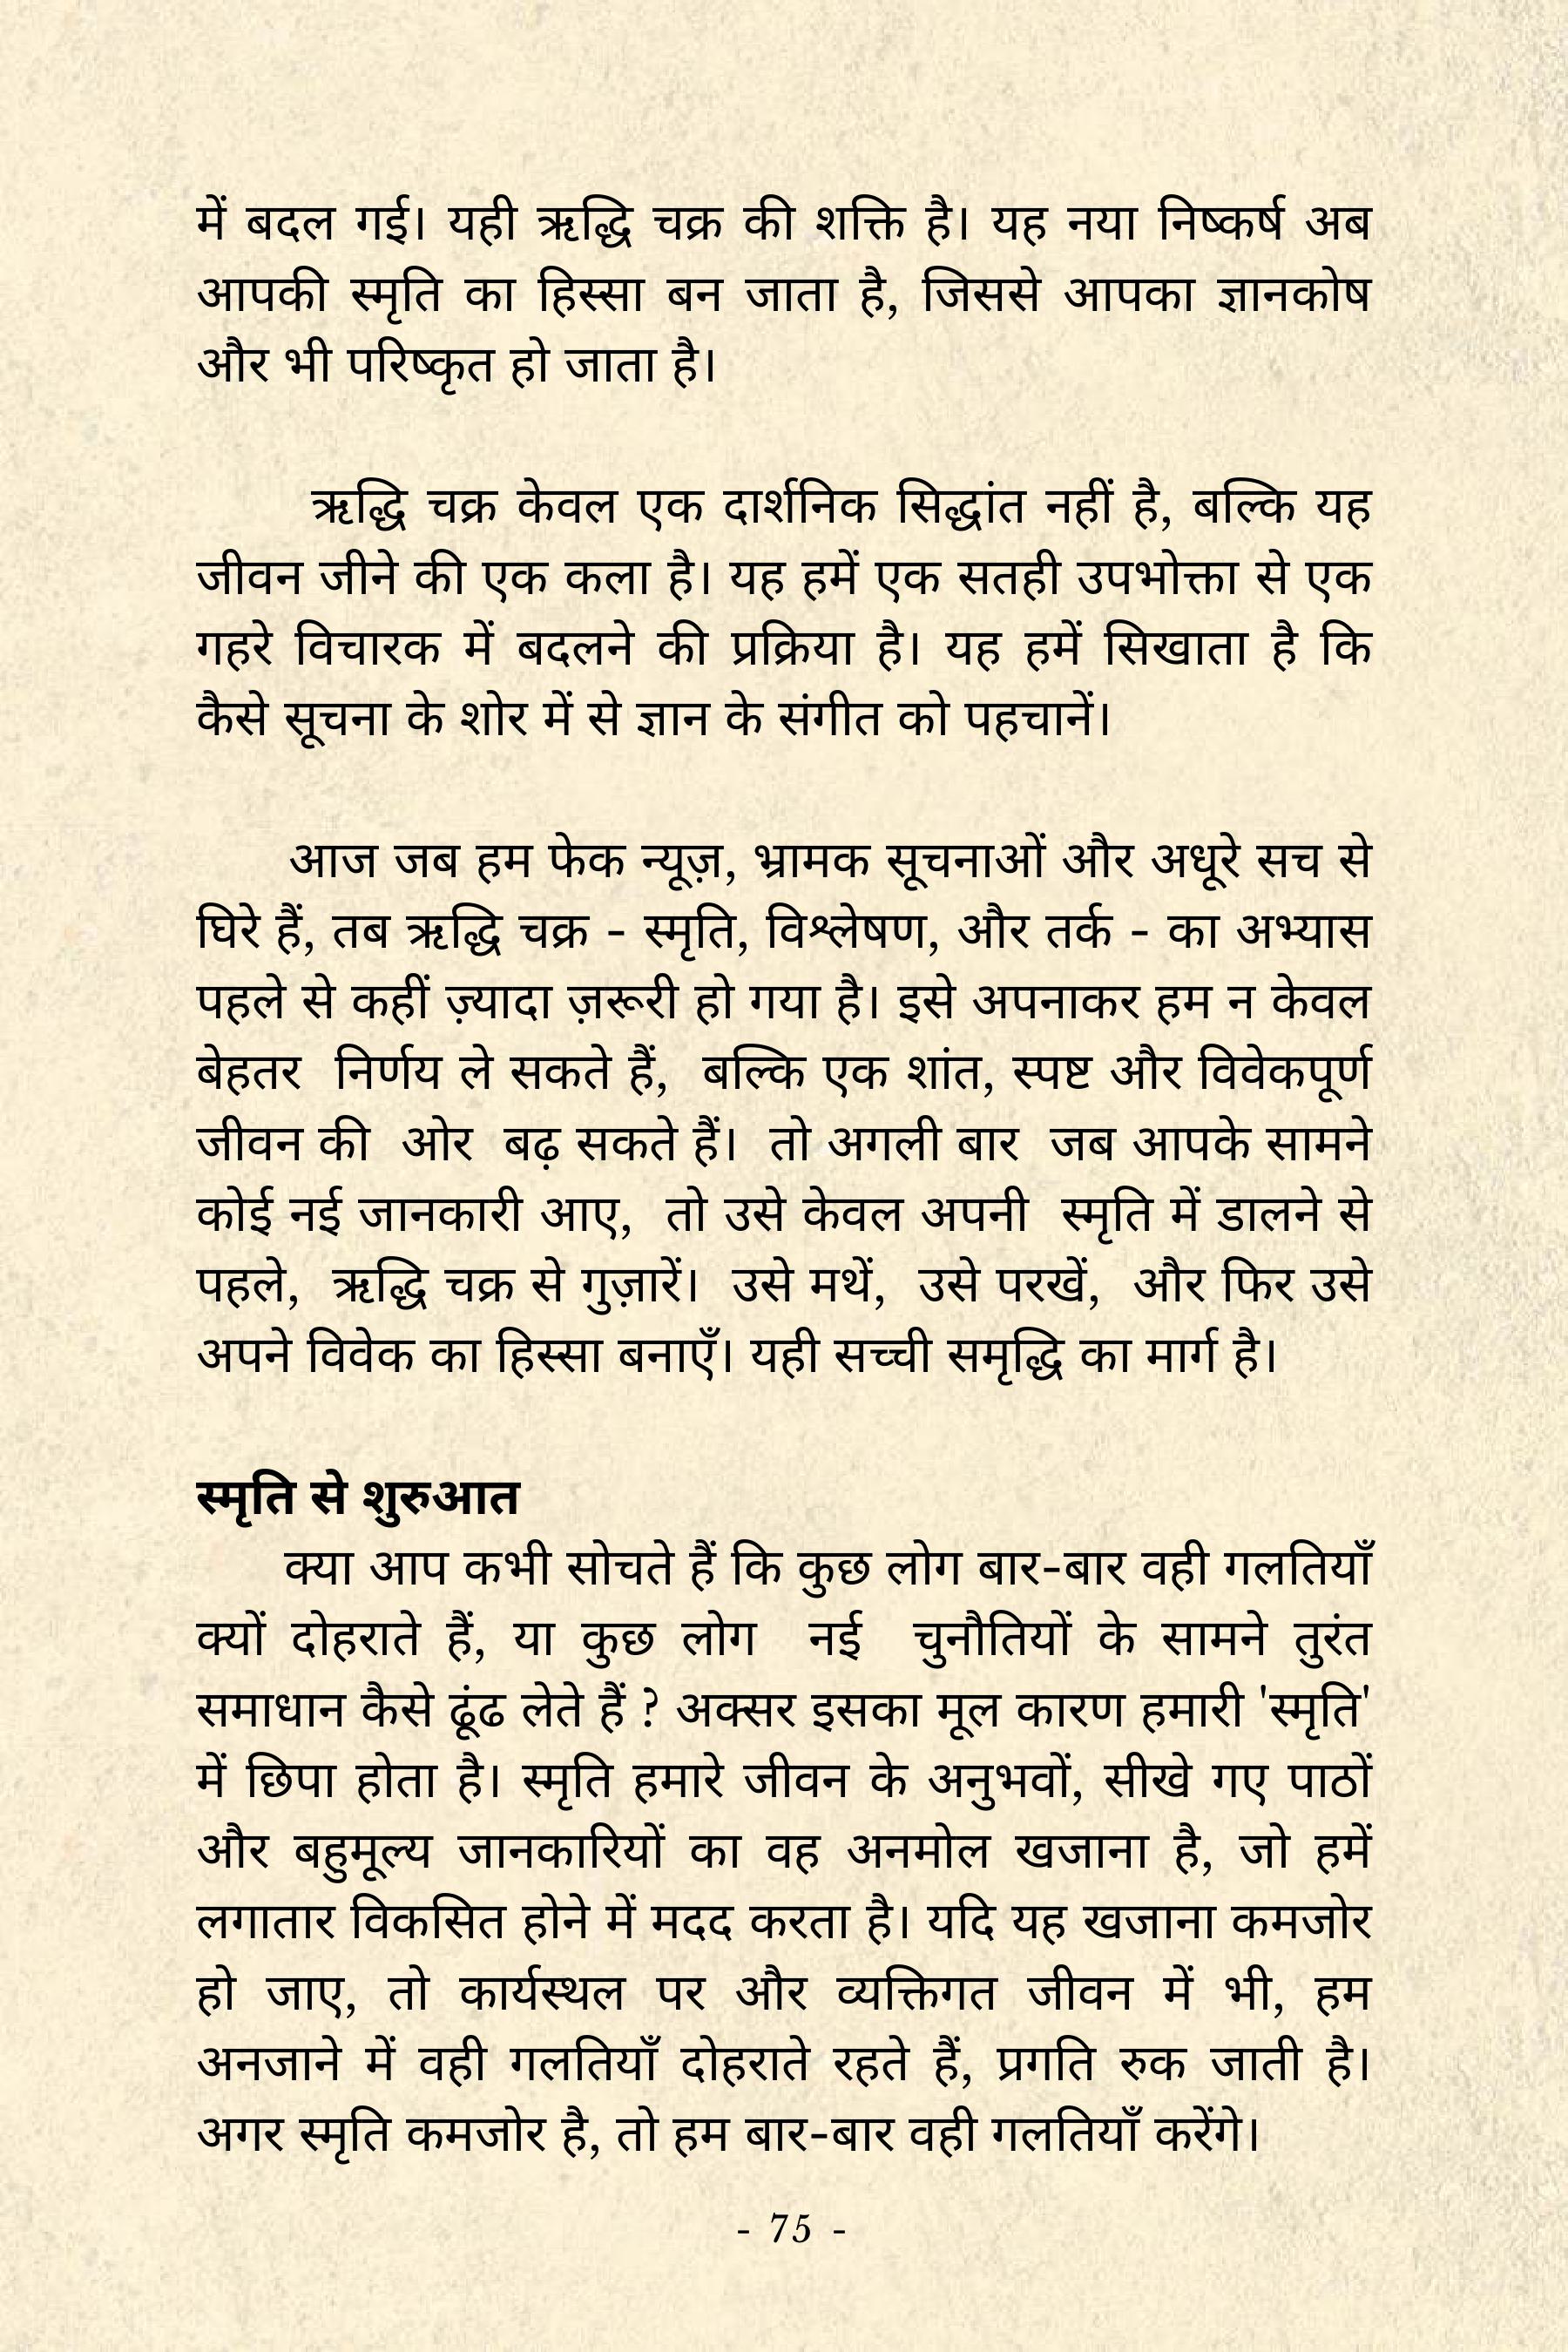 में बदल गई। यही ऋद्धि चक्र की शक्ति है। यह नया निष्कर्ष अब
आपकी स्मृति का हिस्सा बन जाता है, जिससे आपका ज्ञानकोष
और भी परिष्कृत हो जाता है।
ऋद्धि चक्र केवल एक दार्शनिक सिद्धांत नहीं है, बल्कि यह
जीवन जीने की एक कला है। यह हमें एक सतही उपभोक्ता से एक
गहरे विचारक में बदलने की प्रक्रिया है। यह हमें सिखाता है कि
कैसे सूचना के शोर में से ज्ञान के संगीत को पहचानें।
आज जब हम फेक न्यूज़, भ्रामक सूचनाओं और अधूरे सच से
घिरे हैं, तब ऋद्धि चक्र - स्मृति, विश्लेषण, और तर्क - का अभ्यास
पहले से कहीं ज़्यादा ज़रूरी हो गया है। इसे अपनाकर हम न केवल
बेहतर निर्णय ले सकते हैं, बल्कि एक शांत, स्पष्ट और विवेकपूर्ण
जीवन की ओर बढ़ सकते हैं। तो अगली बार जब आपके सामने
कोई नई जानकारी आए, तो उसे केवल अपनी स्मृति में डालने से
पहले, ऋद्धि चक्र से गुज़ारें। उसे मथें, उसे परखें, और फिर उसे
अपने विवेक का हिस्सा बनाएँ। यही सच्ची समृद्धि का मार्ग है।
स्मृति से शुरुआत
क्या आप कभी सोचते हैं कि कुछ लोग बार-बार वही गलतियाँ
क्यों दोहराते हैं, या कुछ लोग नई चुनौतियों के सामने तुरंत
समाधान कैसे ढूंढ लेते हैं ? अक्सर इसका मूल कारण हमारी 'स्मृति'
में छिपा होता है। स्मृति हमारे जीवन के अनुभवों, सीखे गए पाठों
और बहुमूल्य जानकारियों का वह अनमोल खजाना है, जो हमें
लगातार विकसित होने में मदद करता है। यदि यह खजाना कमजोर
हो जाए, तो कार्यस्थल पर और व्यक्तिगत जीवन में भी, हम
अनजाने में वही गलतियाँ दोहराते रहते हैं, प्रगति रुक जाती है।
अगर स्मृति कमजोर है, तो हम बार-बार वही गलतियाँ करेंगे।
- 75 -